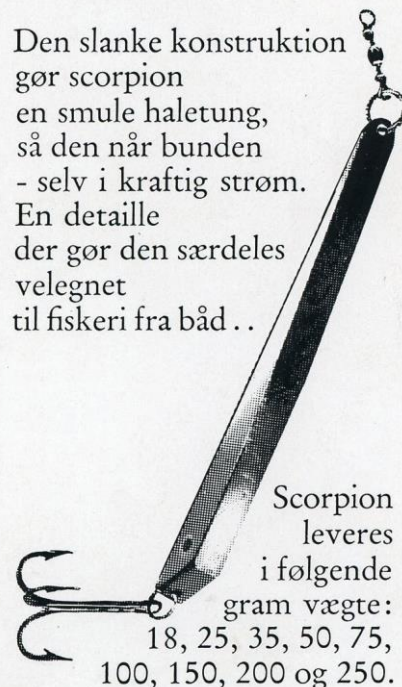 Den slanke konstruktion
gør scorpion
en smule haletung,
så den når bunden
- selv i kraftig strøm.
En detaille
der gør den særdeles
velegnet
til fiskeri fra båd . .
Scorpion
leveres
i følgende
gram vægte:
18, 25, 35, 50, 75,
100, 150, 200 og 250.